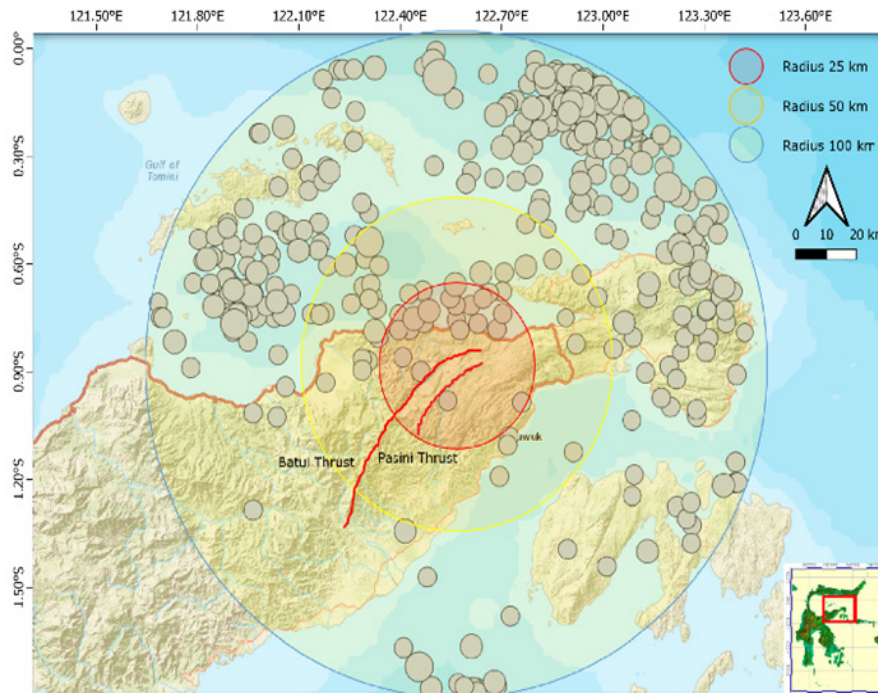 121.50°S 121.80°S 122.10°S 122.40°S 122.70°S 123.00°S 123.30°S 123.60°S
0.00°
0.30°S
0.60°S
0.90°S
1.20°S
1.50°S
Radius 25 km
Radius 50 km
Radius 100 km
0 10 20 km
Gulf of
Tomini
Batui Thrust
Pasini Thrust
uwuk